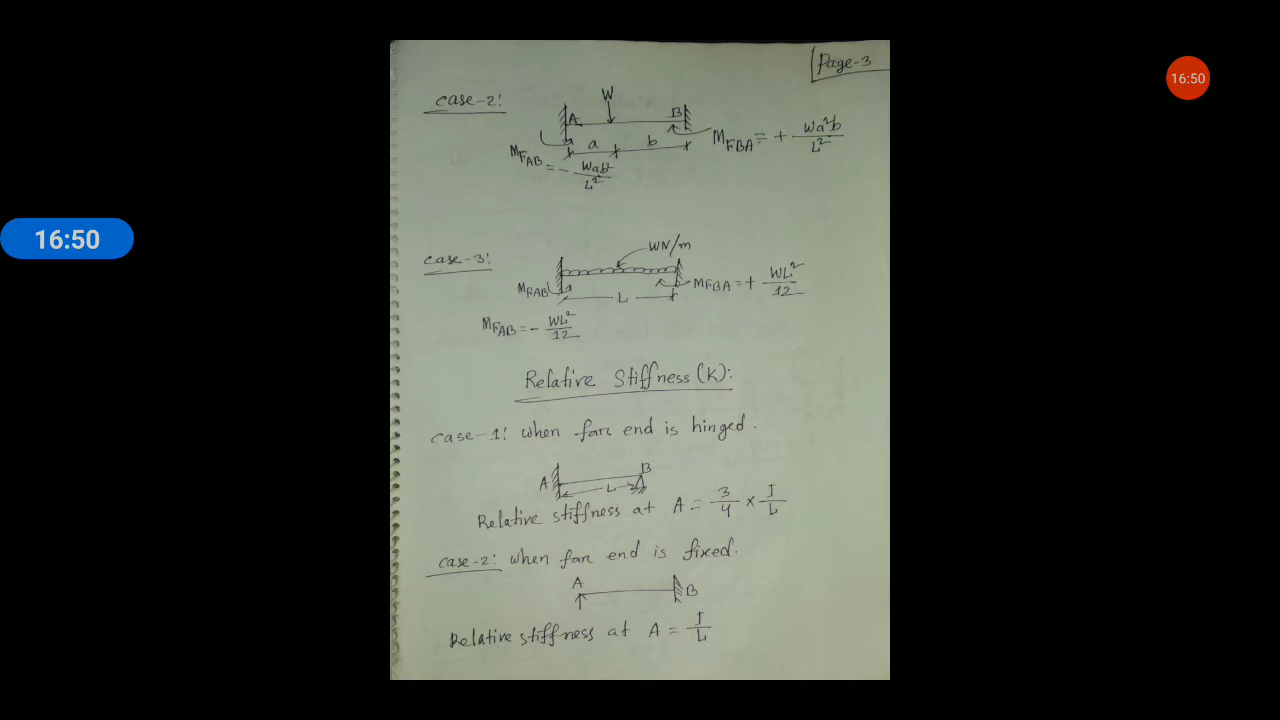 Page-3
16:50
case-2:
W
A B
a b
MFBA = + Wa²b/L²
MFAB = - Wab²/L²
16:50
case-3:
WN/m
MFAB
L
MFBA = + WL²/12
MFAB = - WL²/12
Relative Stiffness (K):
case-1: when far end is hinged.
A B
L
Relative stiffness at A = 3/4 × I/L
case-2: when far end is fixed.
A B
Relative stiffness at A = I/L